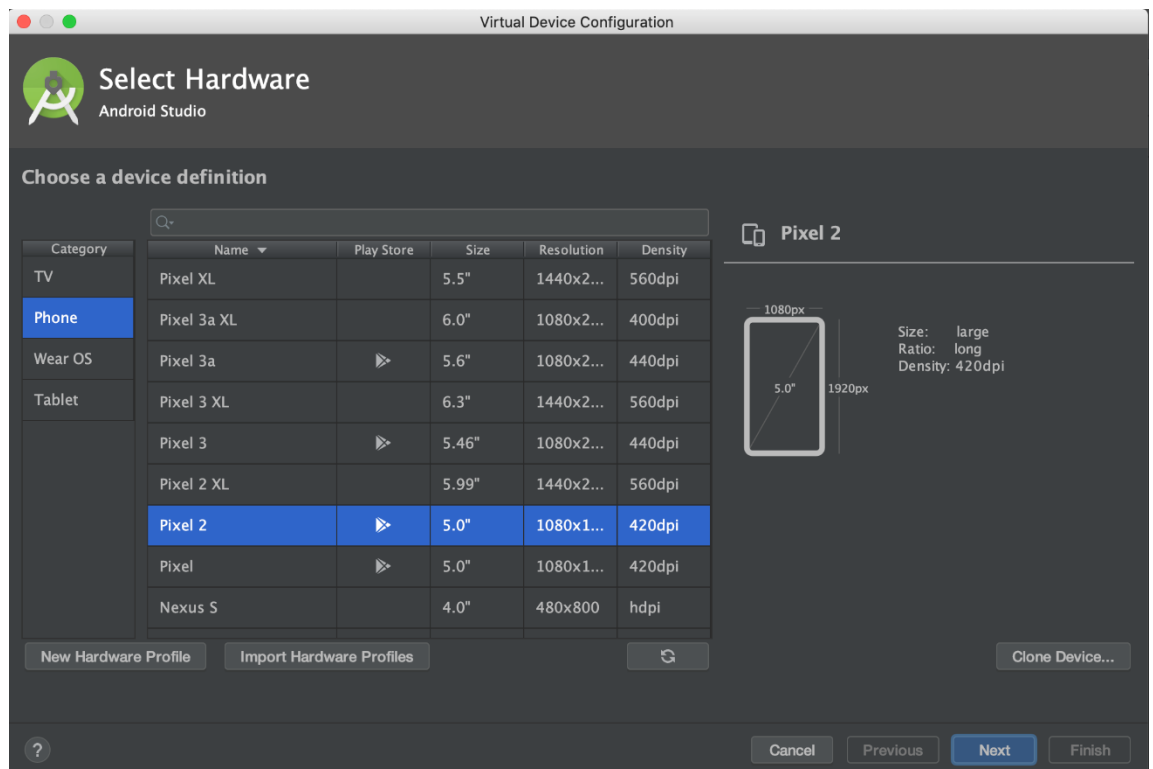 Virtual Device Configuration
Select Hardware
Android Studio
Choose a device definition
Category
TV
Phone
Wear OS
Tablet
Name Play Store Size Resolution Density
Pixel XL 5.5" 1440x2... 560dpi
Pixel 3a XL 6.0" 1080x2... 400dpi
Pixel 3a 5.6" 1080x2... 440dpi
Pixel 3 XL 6.3" 1440x2... 560dpi
Pixel 3 5.46" 1080x2... 440dpi
Pixel 2 XL 5.99" 1440x2... 560dpi
Pixel 2 5.0" 1080x1... 420dpi
Pixel 5.0" 1080x1... 420dpi
Nexus S 4.0" 480x800 hdpi
Pixel 2
1080px
5.0"
1920px
Size: large
Ratio: long
Density: 420dpi
New Hardware Profile Import Hardware Profiles
Clone Device...
?
Cancel Previous Next Finish